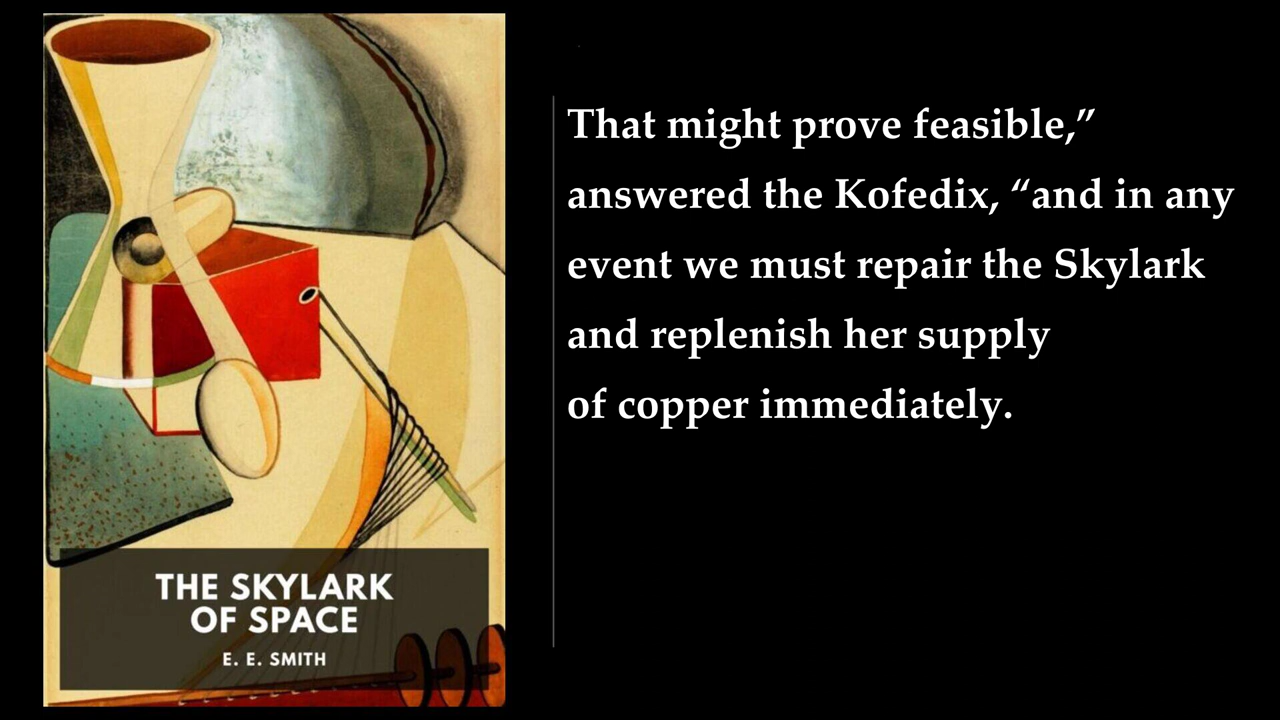 THE SKYLARK
OF SPACE
E. E. SMITH
That might prove feasible,”
answered the Kofedix, “and in any
event we must repair the Skylark
and replenish her supply
of copper immediately.